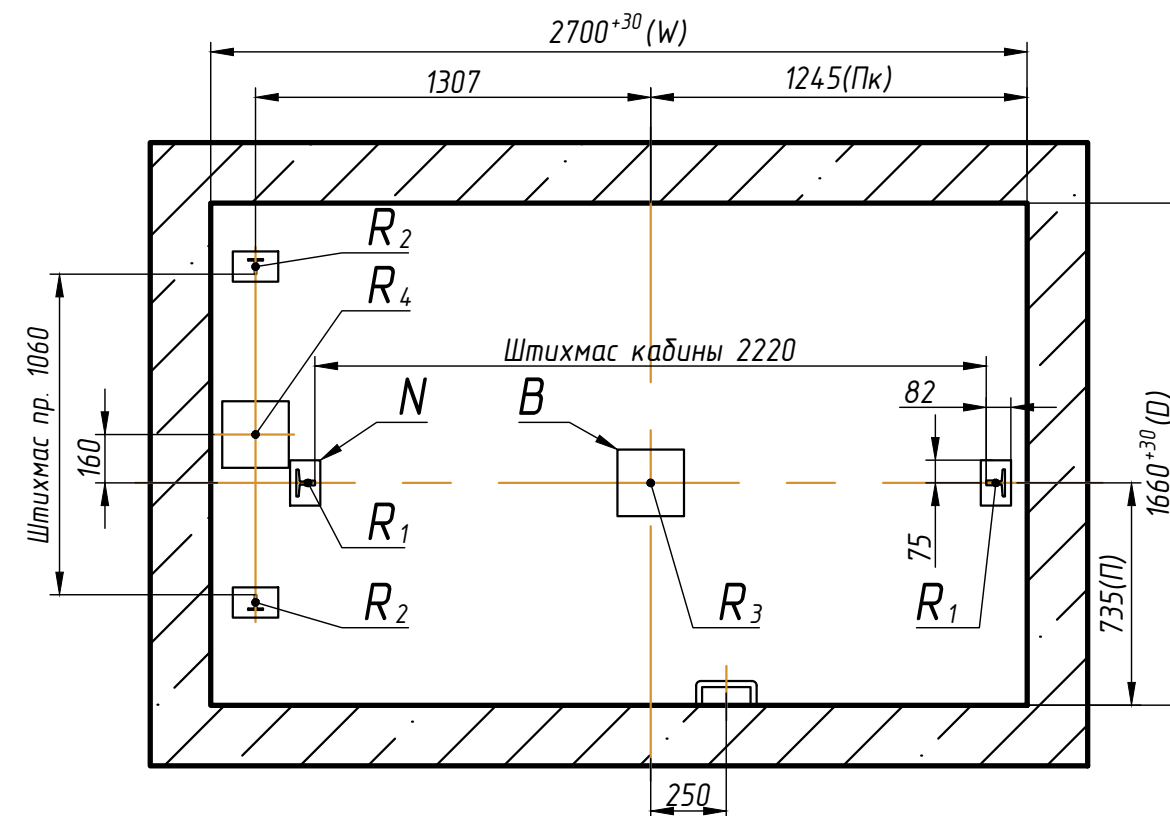 2700+30(W)
1307
1245(Пк)
R2
R4
Штихмас кабины 2220
Штихмас пр. 1060
160
N
B
82
1660+30(D)
R1
75
735(П)
R2
R3
R1
250